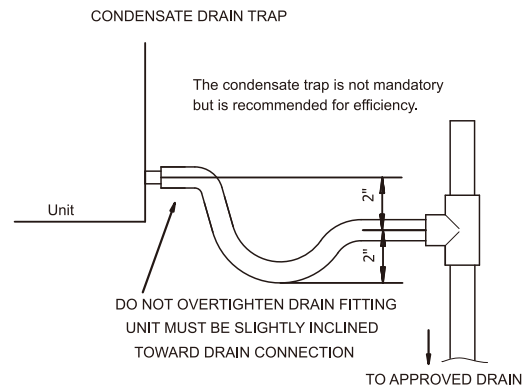 CONDENSATE DRAIN TRAP
The condensate trap is not mandatory
but is recommended for efficiency.
2"
Unit
2"
DO NOT OVERTIGHTEN DRAIN FITTING
UNIT MUST BE SLIGHTLY INCLINED
TOWARD DRAIN CONNECTION
TO APPROVED DRAIN